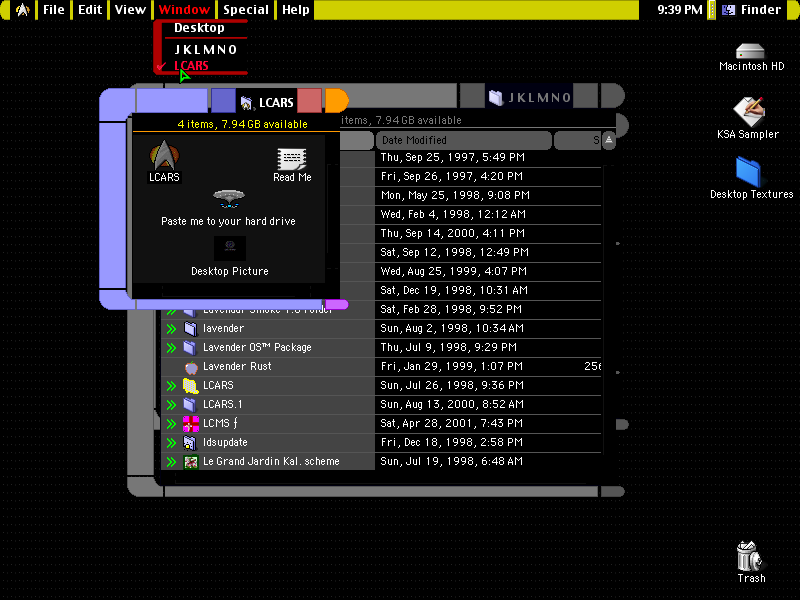 File Edit View Window Special Help 9:39 PM Finder
Desktop
JKLMNO
LCARS
Macintosh HD
KSA Sampler
Desktop Textures
LCARS
4 items, 7.94 GB available
LCARS
Read Me
Paste me to your hard drive
Desktop Picture
JKLMNO
items, 7.94GB available
Date Modified S
Thu, Sep 25, 1997, 5:49 PM
Fri, Sep 26, 1997, 4:20 PM
Mon, May 25, 1998, 9:08 PM
Wed, Feb 4, 1998, 12:12 AM
Thu, Sep 14, 2000, 4:11 PM
Sat, Sep 12, 1998, 12:49 PM
Wed, Aug 25, 1999, 4:07 PM
Sat, Dec 19, 1998, 10:31 AM
Lavender Smoke 1.0 Folder Sat, Feb 28, 1998, 9:52 PM
lavender Sun, Aug 2, 1998, 10:34 AM
Lavender OS™ Package Thu, Jul 9, 1998, 9:29 PM
Lavender Rust Fri, Jan 29, 1999, 1:07 PM 256
LCARS Sun, Jul 26, 1998, 9:36 PM
LCARS.1 Sun, Aug 13, 2000, 8:52 AM
LCMS ƒ Sat, Apr 28, 2001, 7:43 PM
ldsupdate Fri, Dec 18, 1998, 2:58 PM
Le Grand Jardin Kal. scheme Sun, Jul 19, 1998, 6:48 AM
Trash